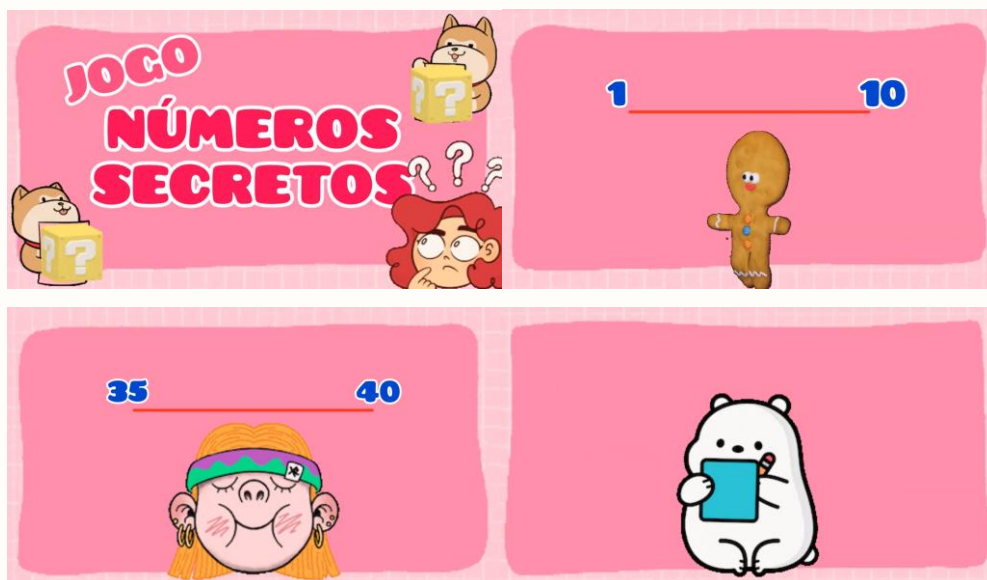 JOGO
NÚMEROS
SECRETOS
? ? ?
?
?
1 10
35 40